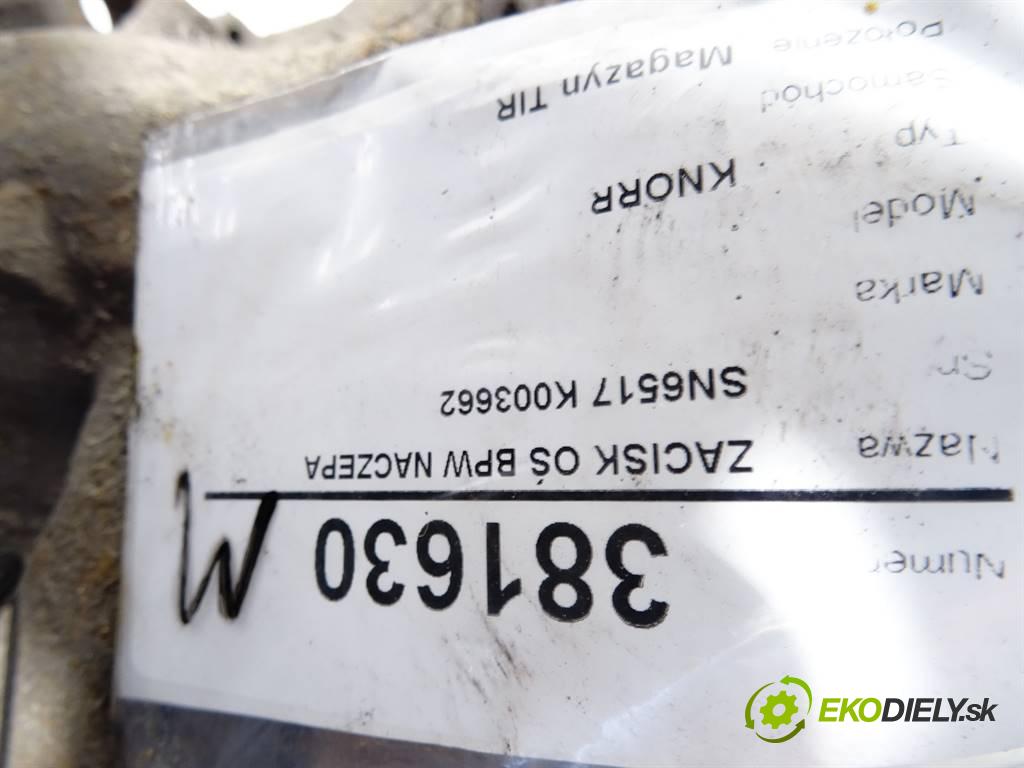 Numer 381630 M
Nazwa ZACISK OŚ BPW NACZEPA
Sn SN6517 K003662
Marka
Model KNORR
Typ
Samochód Magazyn TIR
Położenie
EKODIELY.sk